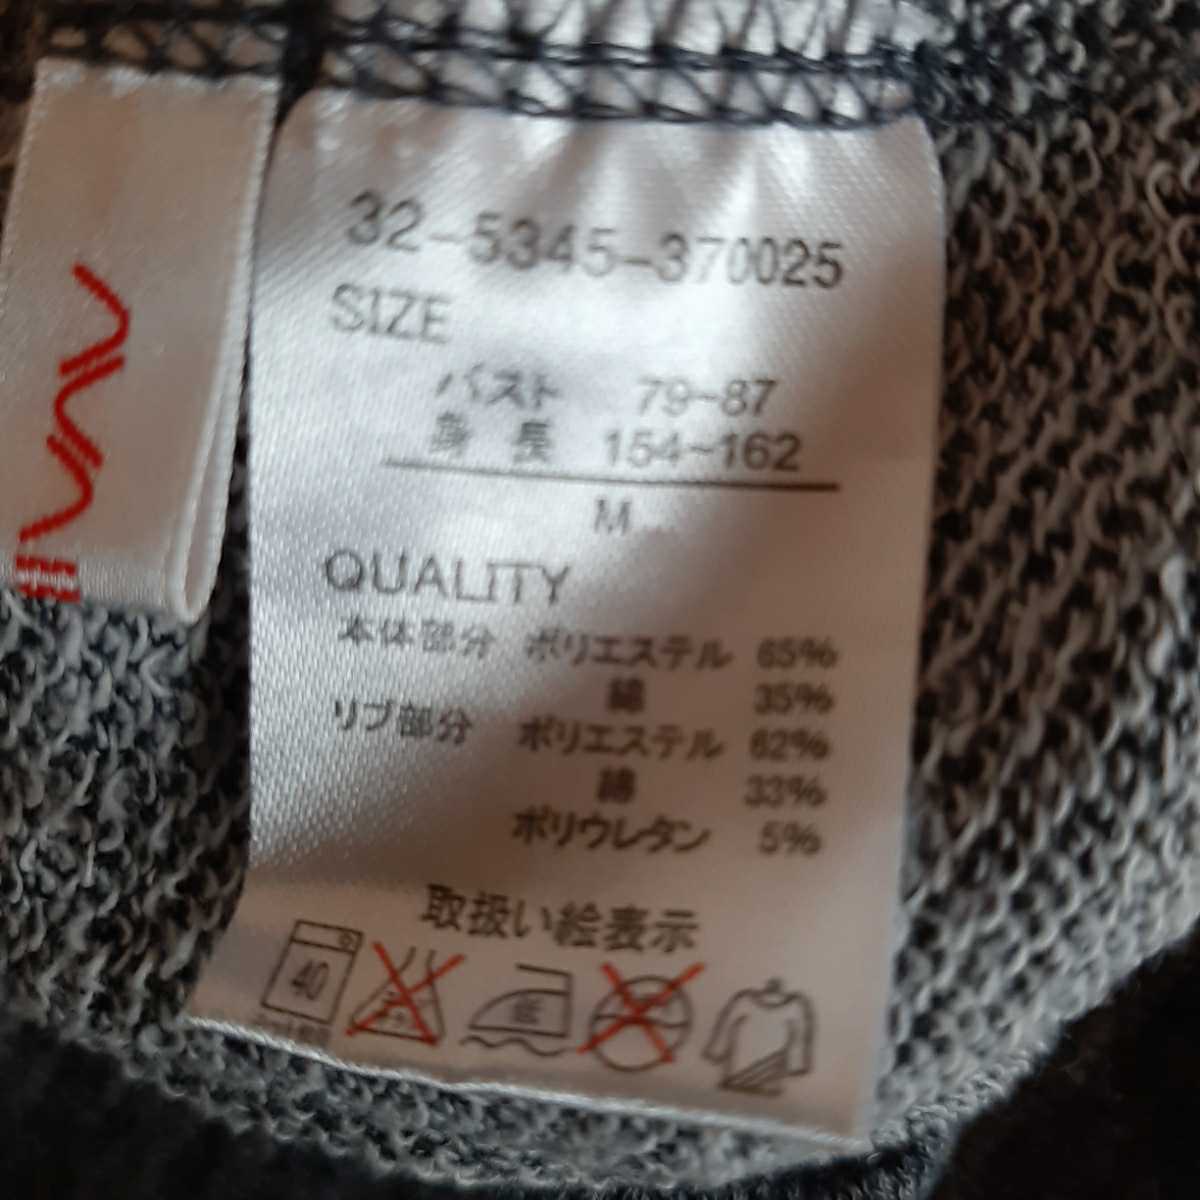 32-5345-370025
SIZE
バスト 79~87
身長 154~162
M
QUALITY
本体部分 ポリエステル 65%
綿 35%
リブ部分 ポリエステル 62%
綿 33%
ポリウレタン 5%
取扱い絵表示
40